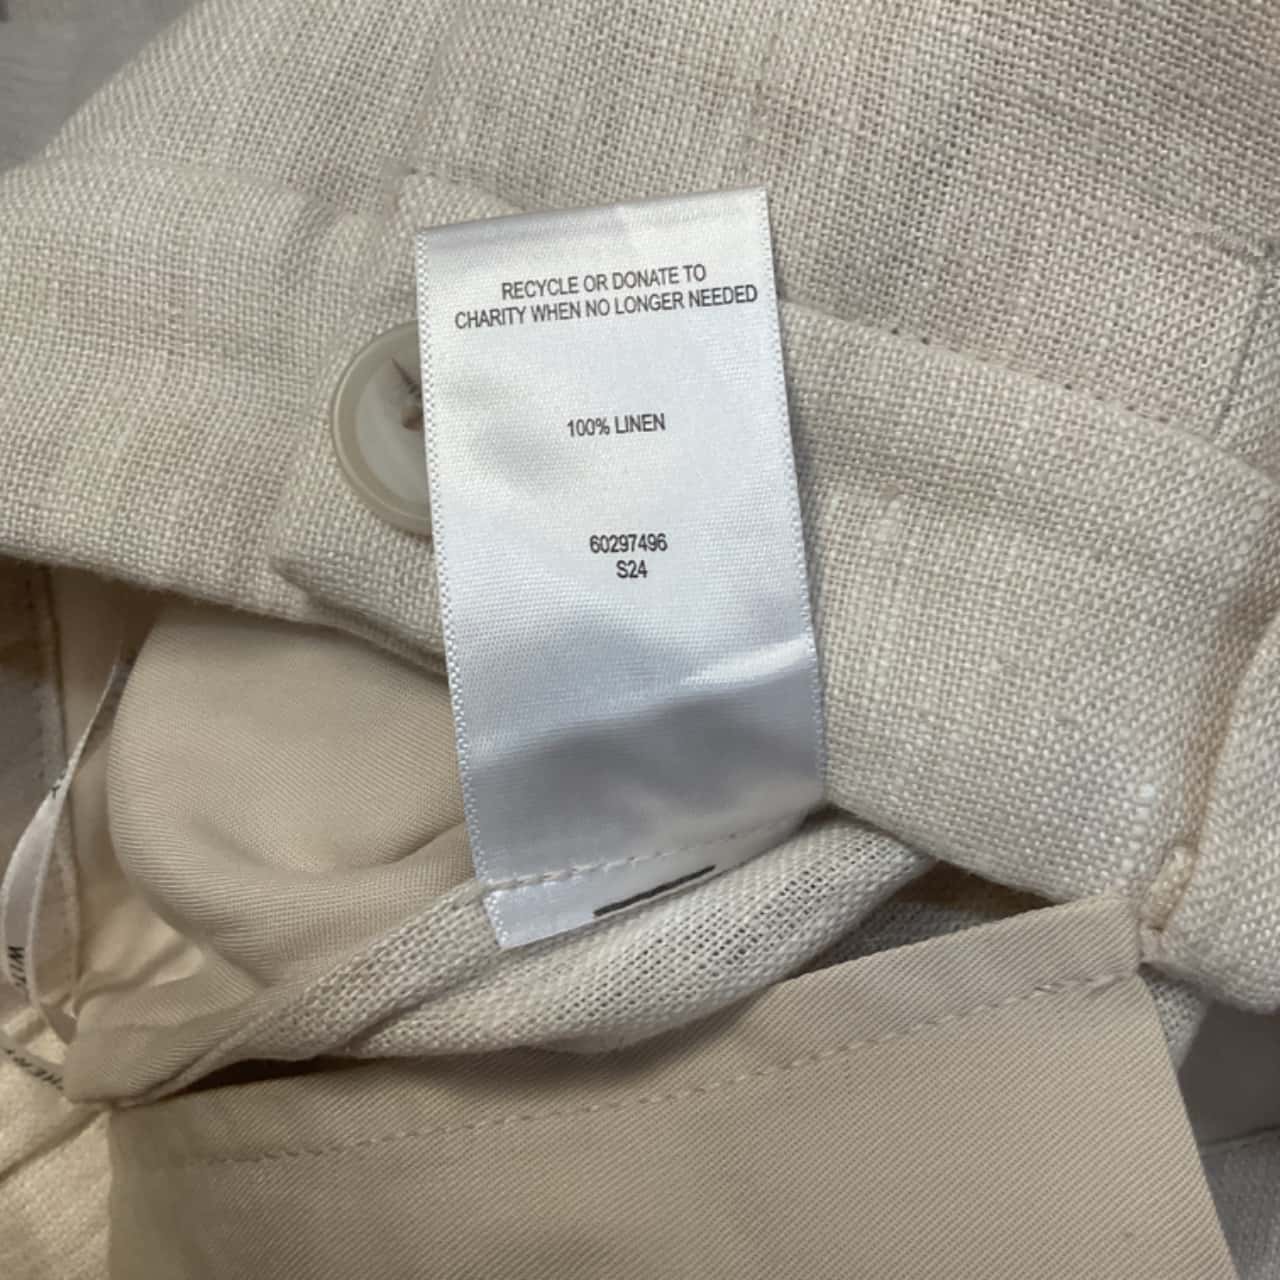 RECYCLE OR DONATE TO
CHARITY WHEN NO LONGER NEEDED
100% LINEN
60297496
S24